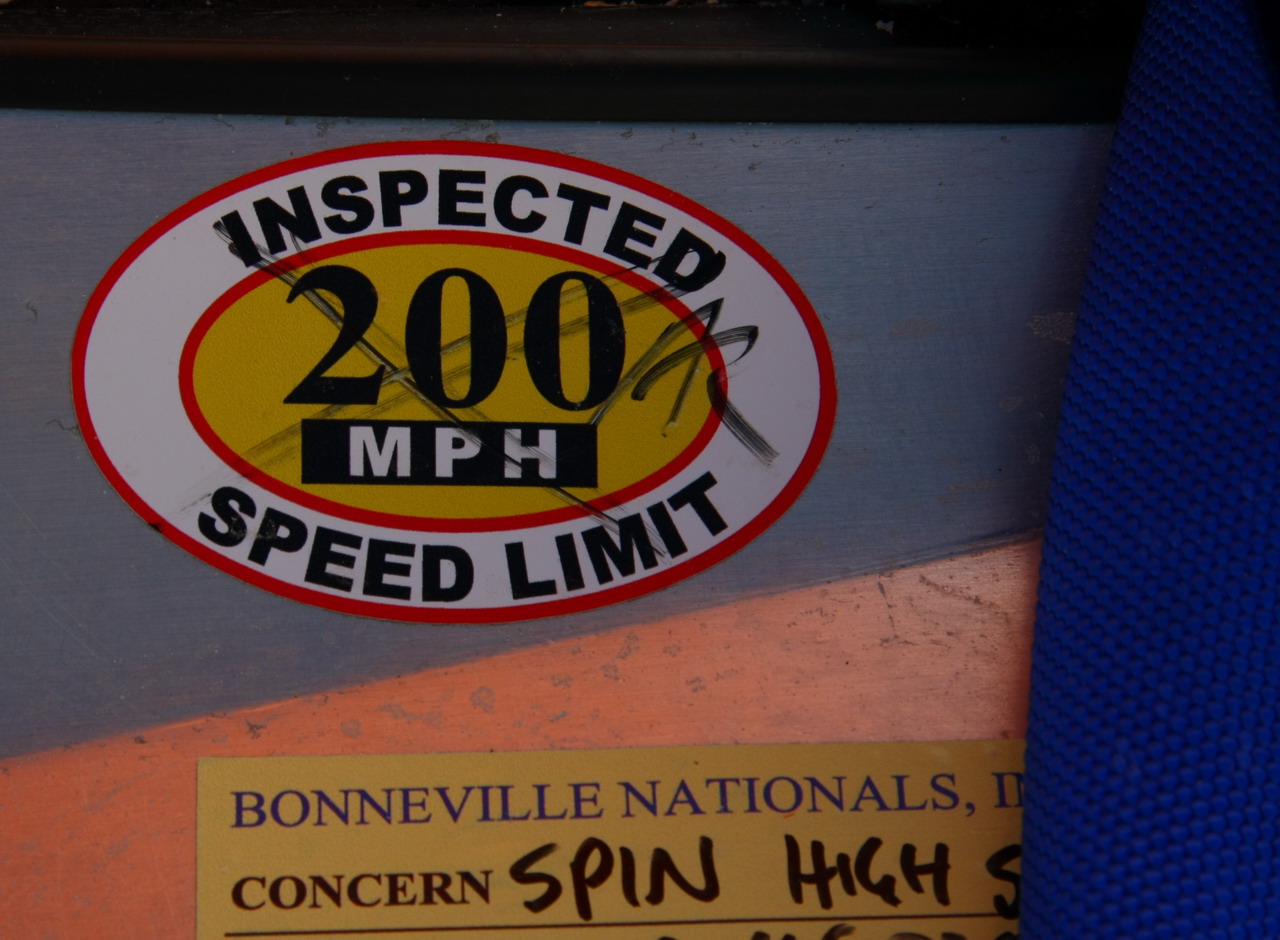 INSPECTED
200
MPH
SPEED LIMIT
BONNEVILLE NATIONALS,
CONCERN SPIN HIGH